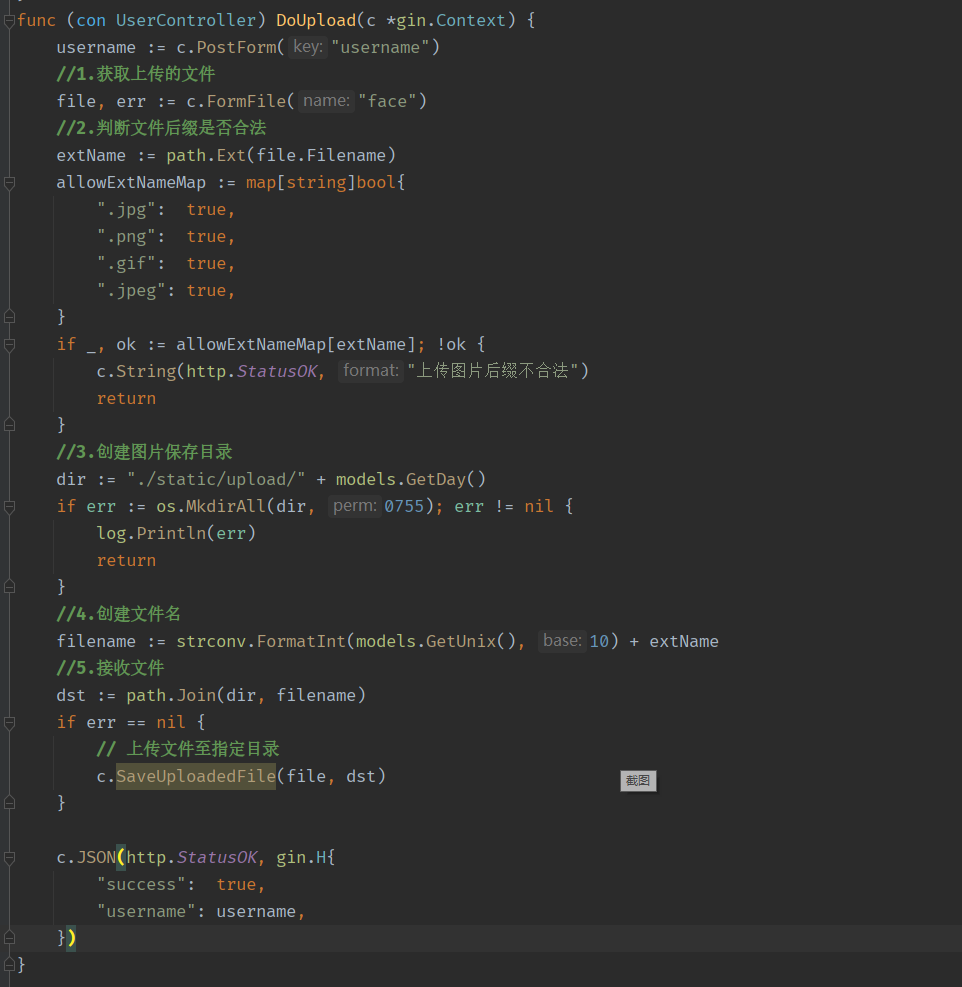 func (con UserController) DoUpload(c *gin.Context) {
    username := c.PostForm( key: "username")
    //1.获取上传的文件
    file, err := c.FormFile( name: "face")
    //2.判断文件后缀是否合法
    extName := path.Ext(file.Filename)
    allowExtNameMap := map[string]bool{
        ".jpg":  true,
        ".png":  true,
        ".gif":  true,
        ".jpeg": true,
    }
    if _, ok := allowExtNameMap[extName]; !ok {
        c.String(http.StatusOK,  format: "上传图片后缀不合法")
        return
    }
    //3.创建图片保存目录
    dir := "./static/upload/" + models.GetDay()
    if err := os.MkdirAll(dir,  perm: 0755); err != nil {
        log.Println(err)
        return
    }
    //4.创建文件名
    filename := strconv.FormatInt(models.GetUnix(),  base: 10) + extName
    //5.接收文件
    dst := path.Join(dir, filename)
    if err == nil {
        // 上传文件至指定目录
        c.SaveUploadedFile(file, dst)
截图
    }
    c.JSON(http.StatusOK, gin.H{
        "success":  true,
        "username": username,
    })
}